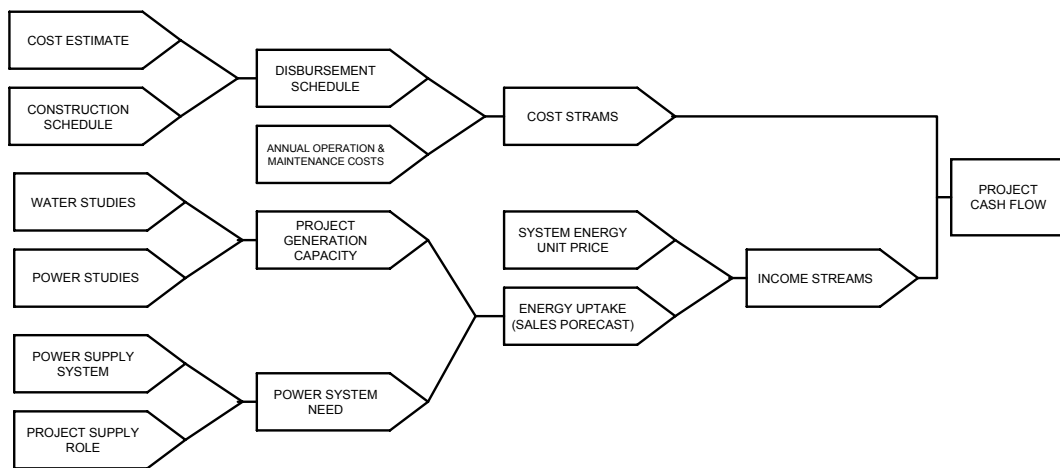 COST ESTIMATE
CONSTRUCTION
SCHEDULE
DISBURSEMENT
SCHEDULE
ANNUAL OPERATION &
MAINTENANCE COSTS
COST STRAMS
WATER STUDIES
POWER STUDIES
PROJECT
GENERATION
CAPACITY
SYSTEM ENERGY
UNIT PRICE
ENERGY UPTAKE
(SALES PORECAST)
INCOME STREAMS
PROJECT
CASH FLOW
POWER SUPPLY
SYSTEM
PROJECT SUPPLY
ROLE
POWER SYSTEM
NEED